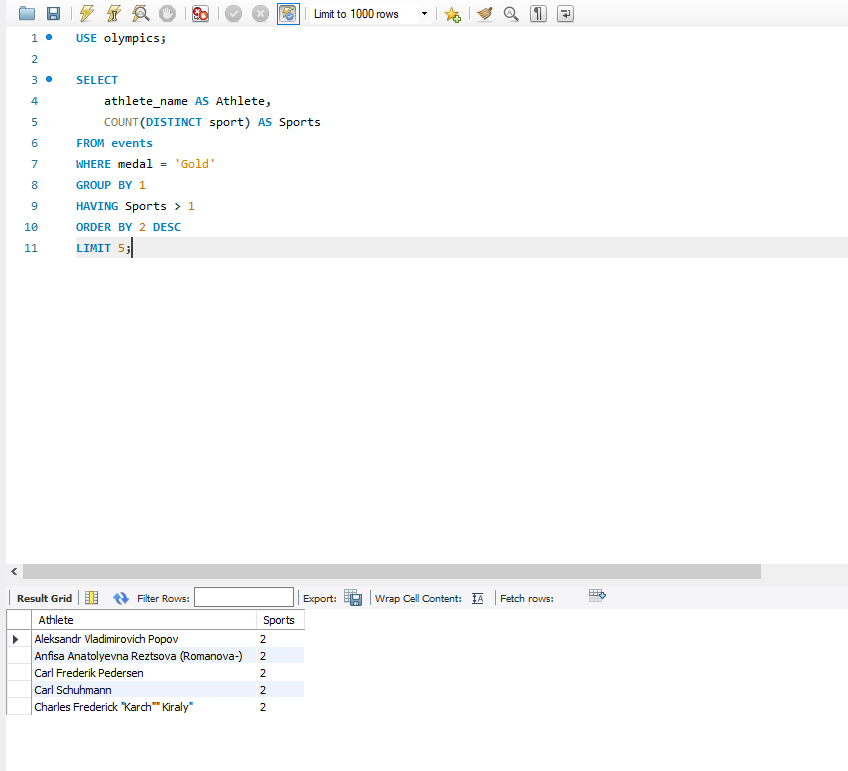 Limit to 1000 rows
1 USE olympics;
2
3 SELECT
4 athlete_name AS Athlete,
5 COUNT(DISTINCT sport) AS Sports
6 FROM events
7 WHERE medal = 'Gold'
8 GROUP BY 1
9 HAVING Sports > 1
10 ORDER BY 2 DESC
11 LIMIT 5;
Result Grid Filter Rows: Export: Wrap Cell Content: Fetch rows:
Athlete Sports
Aleksandr Vladimirovich Popov 2
Anfisa Anatolyevna Reztsova (Romanova-) 2
Carl Frederik Pedersen 2
Carl Schuhmann 2
Charles Frederick "Karch"" Kiraly" 2